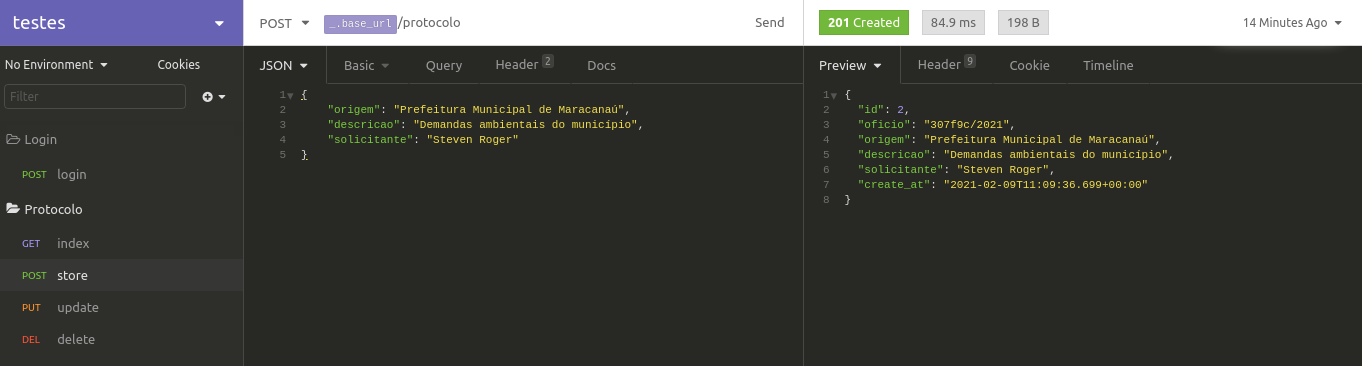 testes
POST _.base_url/protocolo Send
201 Created 84.9 ms 198 B 14 Minutes Ago
No Environment Cookies
JSON Basic Query Header 2 Docs
Preview Header 9 Cookie Timeline
Filter
Login
POST login
Protocolo
GET index
POST store
PUT update
DEL delete
1 {
2 "origem": "Prefeitura Municipal de Maracanaú",
3 "descricao": "Demandas ambientais do município",
4 "solicitante": "Steven Roger"
5 }
1 {
2 "id": 2,
3 "oficio": "307f9c/2021",
4 "origem": "Prefeitura Municipal de Maracanaú",
5 "descricao": "Demandas ambientais do município",
6 "solicitante": "Steven Roger",
7 "create_at": "2021-02-09T11:09:36.699+00:00"
8 }